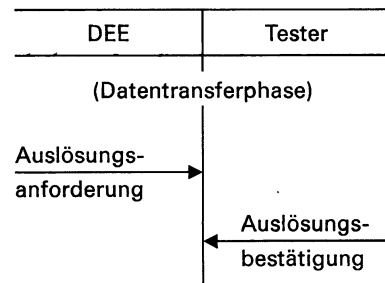 DEE Tester
(Datentransferphase)
Auslösungs-
anforderung
Auslösungs-
bestätigung